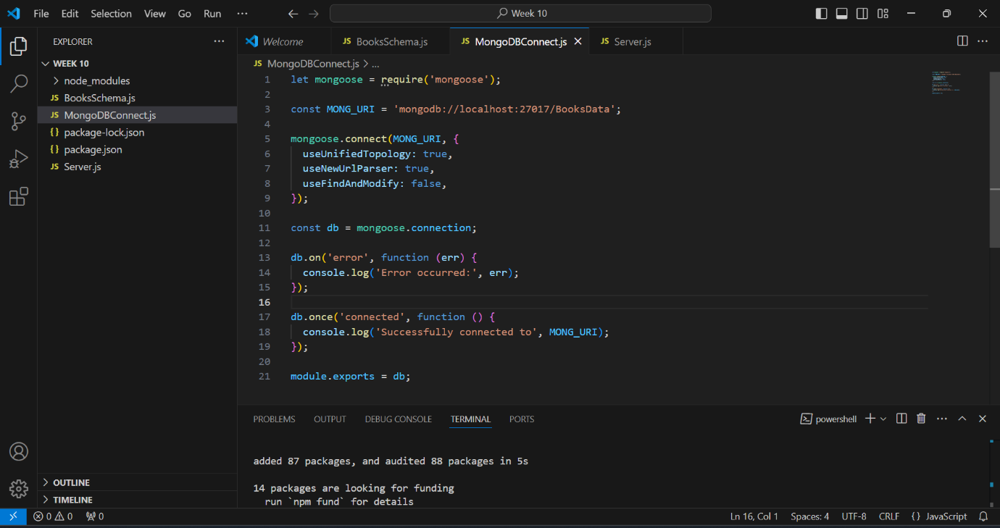 File Edit Selection View Go Run ··· Week 10
EXPLORER ···
WEEK 10
node_modules
JS BooksSchema.js
JS MongoDBConnect.js
{} package-lock.json
{} package.json
JS Server.js
OUTLINE
TIMELINE
Welcome JS BooksSchema.js JS MongoDBConnect.js JS Server.js
JS MongoDBConnect.js > ...
1 let mongoose = require('mongoose');
2
3 const MONG_URI = 'mongodb://localhost:27017/BooksData';
4
5 mongoose.connect(MONG_URI, {
6 useUnifiedTopology: true,
7 useNewUrlParser: true,
8 useFindAndModify: false,
9 });
10
11 const db = mongoose.connection;
12
13 db.on('error', function (err) {
14 console.log('Error occurred:', err);
15 });
16
17 db.once('connected', function () {
18 console.log('Successfully connected to', MONG_URI);
19 });
20
21 module.exports = db;
PROBLEMS OUTPUT DEBUG CONSOLE TERMINAL PORTS powershell
added 87 packages, and audited 88 packages in 5s
14 packages are looking for funding
run `npm fund` for details
0 0 0 Ln 16, Col 1 Spaces: 4 UTF-8 CRLF {} JavaScript